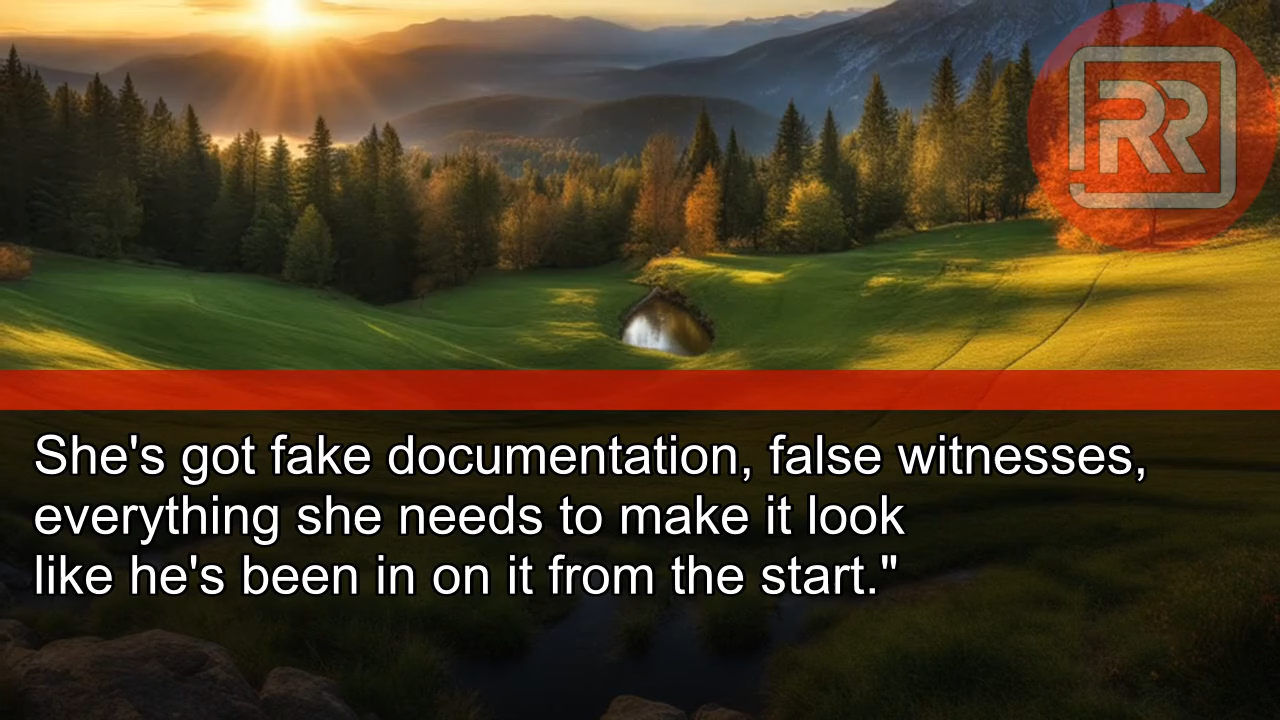 RR
She's got fake documentation, false witnesses,
everything she needs to make it look
like he's been in on it from the start."